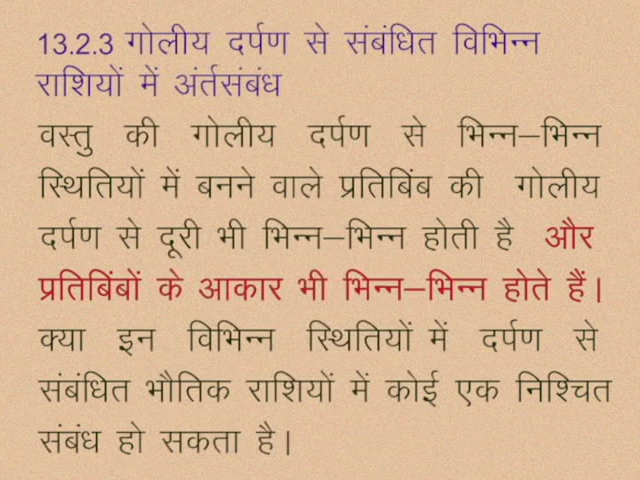 13.2.3 गोलीय दर्पण से संबंधित विभिन्न
राशियों में अंर्तसंबंध
वस्तु की गोलीय दर्पण से भिन्न–भिन्न
स्थितियों में बनने वाले प्रतिबिंब की गोलीय
दर्पण से दूरी भी भिन्न–भिन्न होती है और
प्रतिबिंबों के आकार भी भिन्न–भिन्न होते हैं।
क्या इन विभिन्न स्थितियों में दर्पण से
संबंधित भौतिक राशियों में कोई एक निश्चित
संबंध हो सकता है।